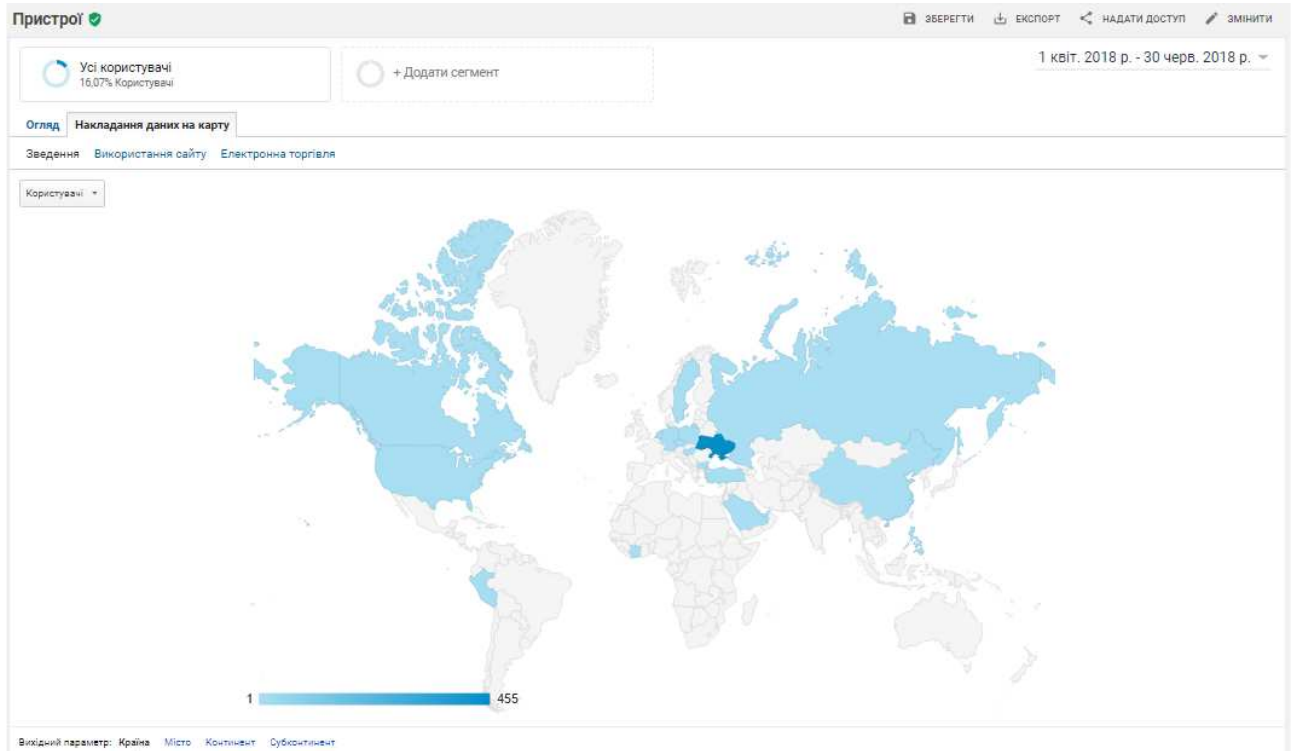 Пристрої
ЗБЕРЕГТИ ЕКСПОРТ НАДАТИ ДОСТУП ЗМІНИТИ
Усі користувачі
16,07% Користувачі
+ Додати сегмент
1 квіт. 2018 р. - 30 черв. 2018 р.
Огляд Накладання даних на карту
Зведення Використання сайту Електронна торгівля
Користувачі
1 455
Вихідний параметр: Країна Місто Континент Субконтинент